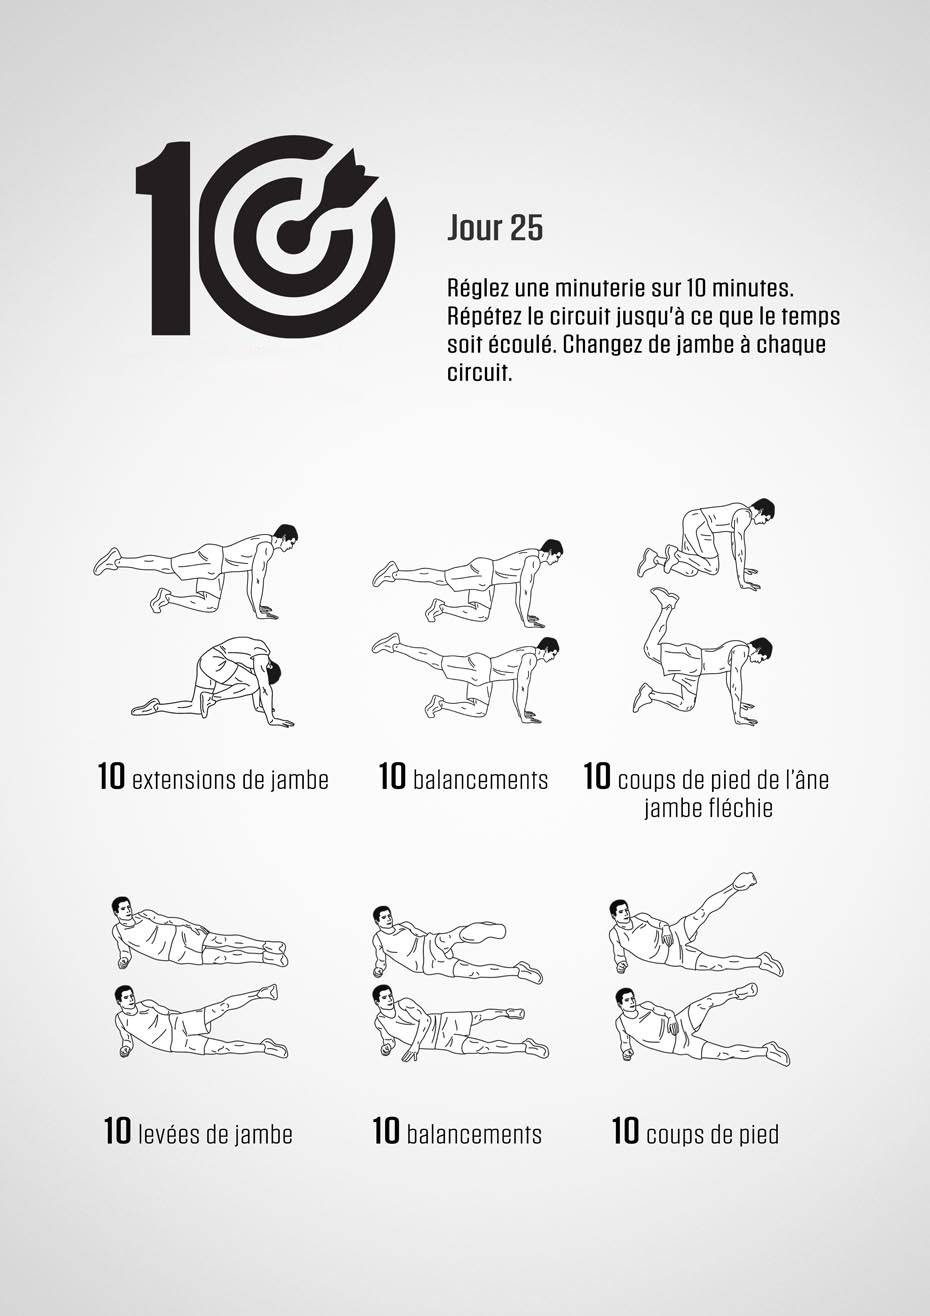 10
Jour 25
Réglez une minuterie sur 10 minutes.
Répétez le circuit jusqu'à ce que le temps
soit écoulé. Changez de jambe à chaque
circuit.
10 extensions de jambe
10 balancements
10 coups de pied de l'âne
jambe fléchie
10 levées de jambe
10 balancements
10 coups de pied